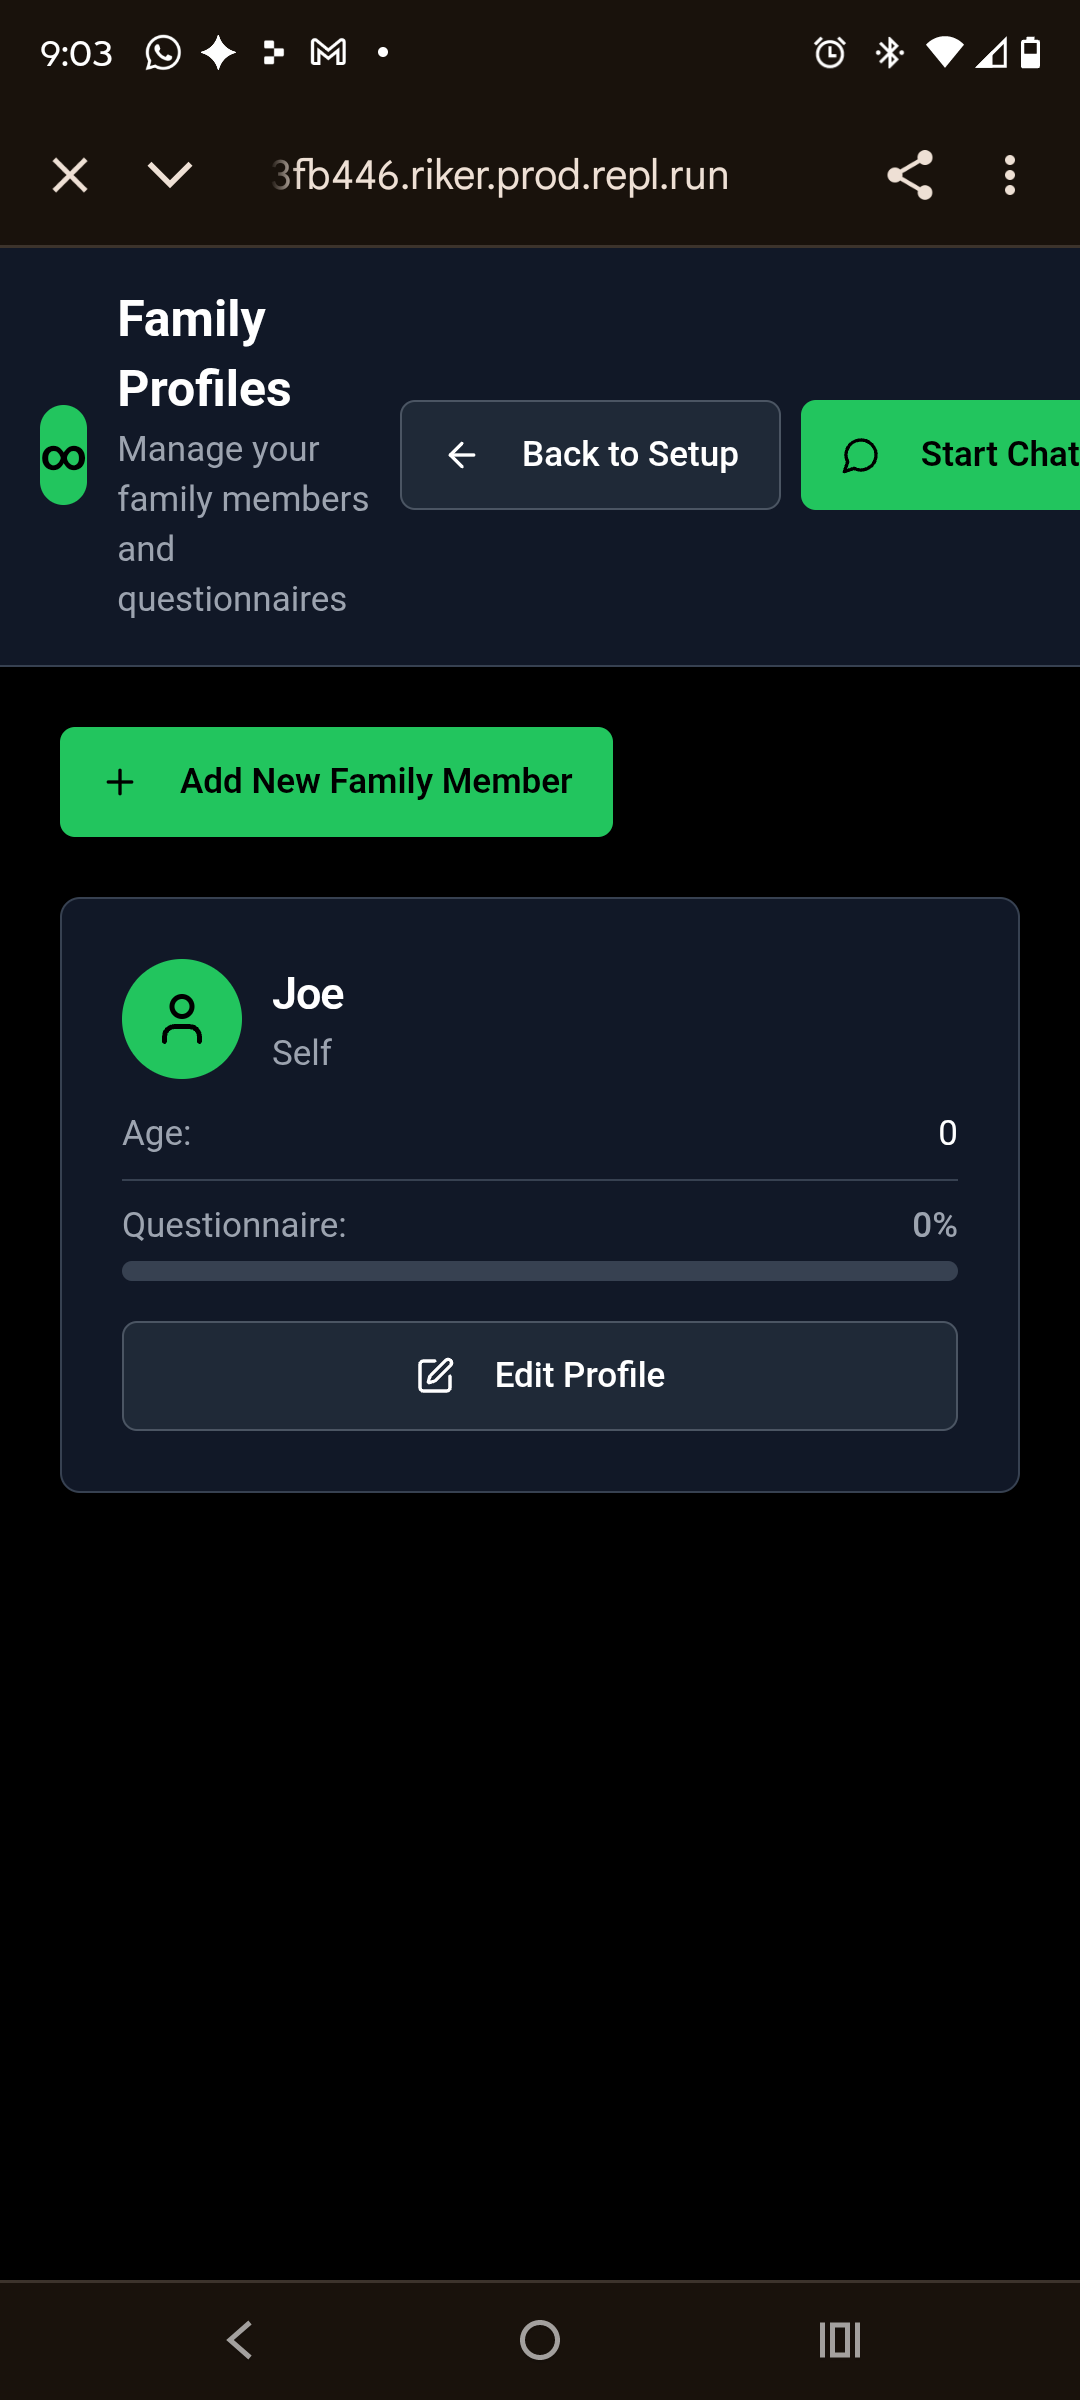 9:03
3fb446.riker.prod.repl.run
Family
Profiles
Manage your
family members
and
questionnaires
∞
Back to Setup
Start Chat
Add New Family Member
Joe
Self
Age:
0
Questionnaire:
0%
Edit Profile